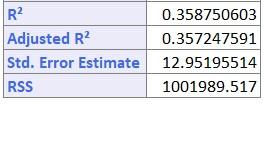 R² 0.358750603
Adjusted R² 0.357247591
Std. Error Estimate 12.95195514
RSS 1001989.517